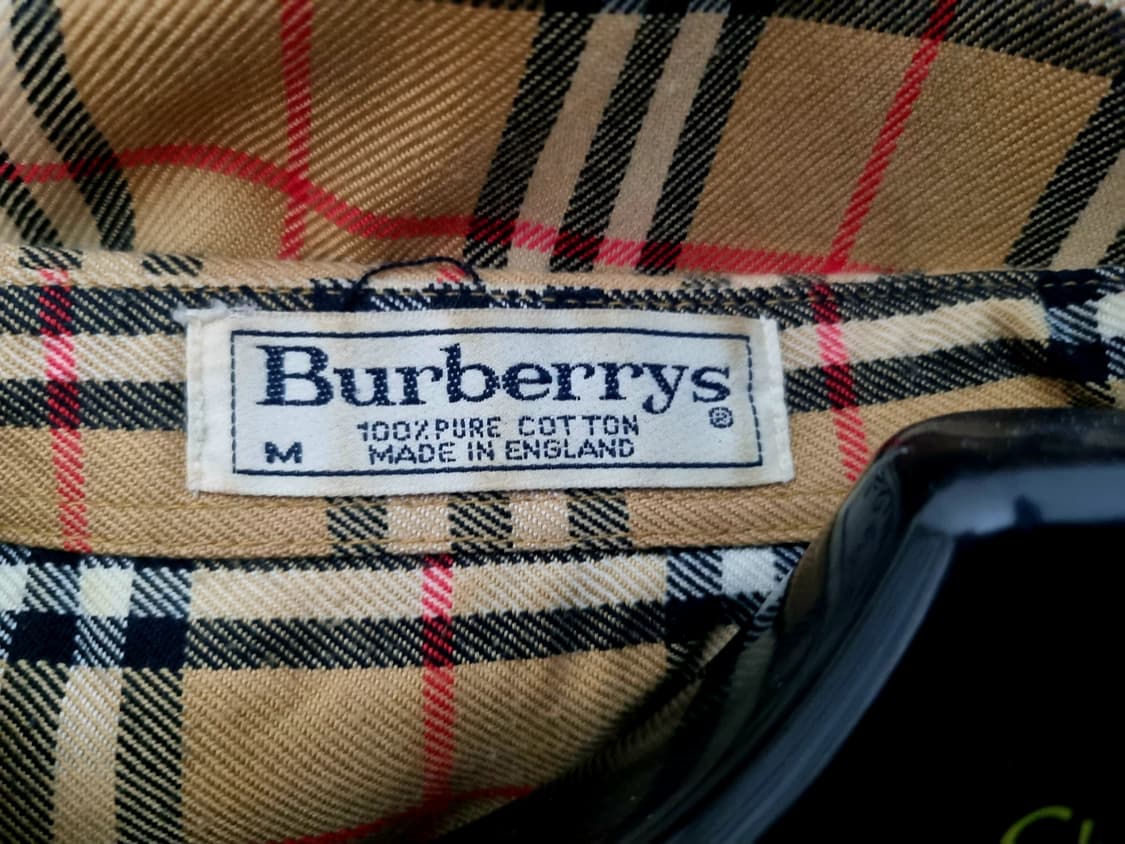 Burberrys
®
100% PURE COTTON
M MADE IN ENGLAND